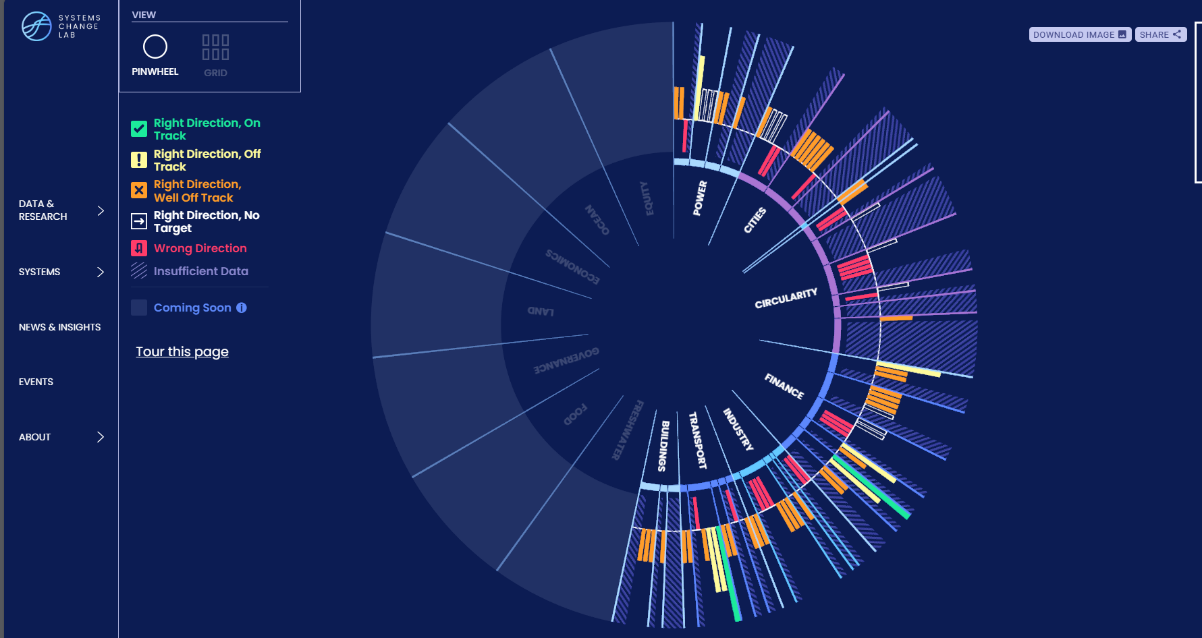 SYSTEMS
CHANGE
LAB
VIEW
PINWHEEL
GRID
DOWNLOAD IMAGE
SHARE
Right Direction, On
Track
Right Direction, Off
Track
Right Direction,
Well Off Track
Right Direction, No
Target
Wrong Direction
Insufficient Data
Coming Soon
Tour this page
DATA &
RESEARCH
SYSTEMS
NEWS & INSIGHTS
EVENTS
ABOUT
POWER
CITIES
CIRCULARITY
FINANCE
INDUSTRY
TRANSPORT
BUILDINGS
FRESHWATER
FOOD
GOVERNANCE
LAND
ECONOMICS
OCEAN
EQUITY